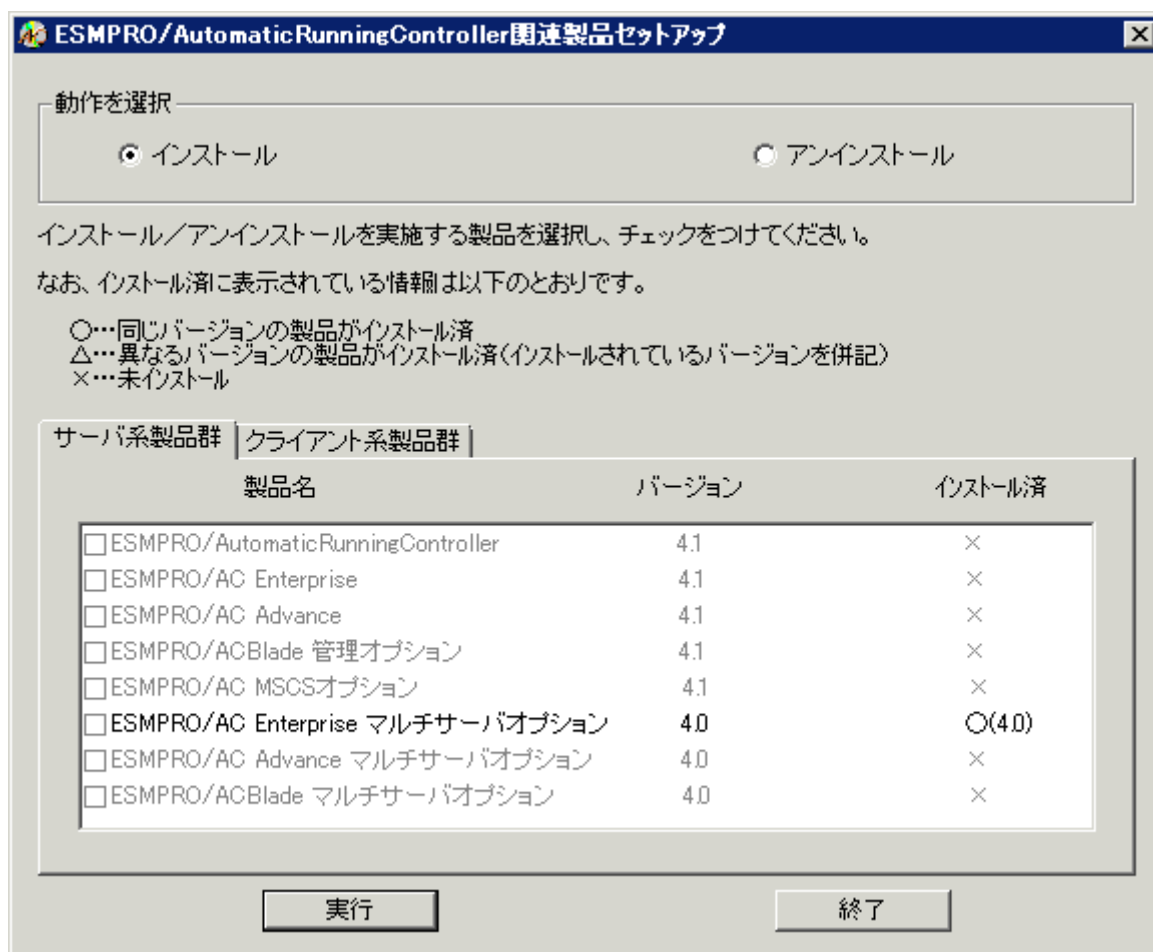 ESMPRO/AutomaticRunningController関連製品セットアップ
動作を選択
インストール アンインストール
インストール／アンインストールを実施する製品を選択し、チェックをつけてください。
なお、インストール済に表示されている情報は以下のとおりです。
○…同じバージョンの製品がインストール済
△…異なるバージョンの製品がインストール済(インストールされているバージョンを併記)
×…未インストール
サーバ系製品群 クライアント系製品群
製品名 バージョン インストール済
ESMPRO/AutomaticRunningController 4.1 ×
ESMPRO/AC Enterprise 4.1 ×
ESMPRO/AC Advance 4.1 ×
ESMPRO/ACBlade 管理オプション 4.1 ×
ESMPRO/AC MSCSオプション 4.1 ×
ESMPRO/AC Enterprise マルチサーバオプション 4.0 ○(4.0)
ESMPRO/AC Advance マルチサーバオプション 4.0 ×
ESMPRO/ACBlade マルチサーバオプション 4.0 ×
実行 終了